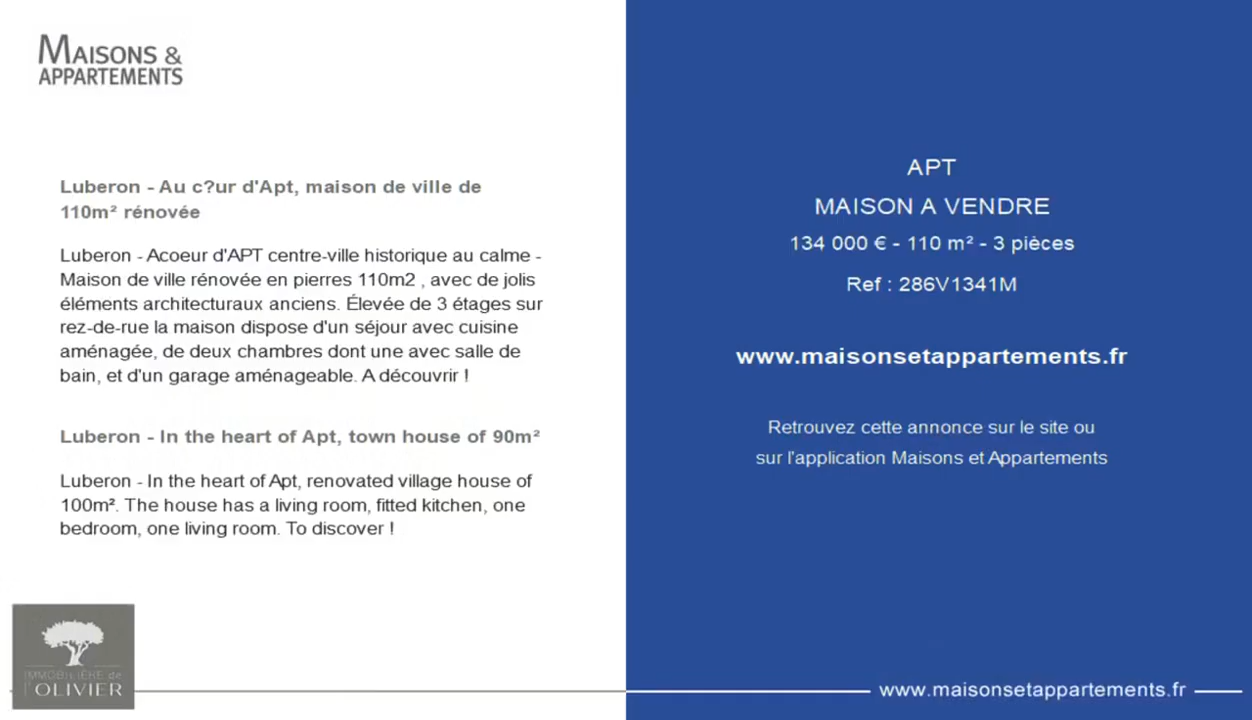 MAISONS &
APPARTEMENTS
Luberon - Au c?ur d'Apt, maison de ville de
110m² rénovée
Luberon - Acoeur d'APT centre-ville historique au calme -
Maison de ville rénovée en pierres 110m2 , avec de jolis
éléments architecturaux anciens. Élevée de 3 étages sur
rez-de-rue la maison dispose d'un séjour avec cuisine
aménagée, de deux chambres dont une avec salle de
bain, et d'un garage aménageable. A découvrir !
Luberon - In the heart of Apt, town house of 90m²
Luberon - In the heart of Apt, renovated village house of
100m². The house has a living room, fitted kitchen, one
bedroom, one living room. To discover !
IMMOBILIÈRE de
l'OLIVIER
APT
MAISON A VENDRE
134 000 € - 110 m² - 3 pièces
Ref : 286V1341M
www.maisonsetappartements.fr
Retrouvez cette annonce sur le site ou
sur l'application Maisons et Appartements
www.maisonsetappartements.fr